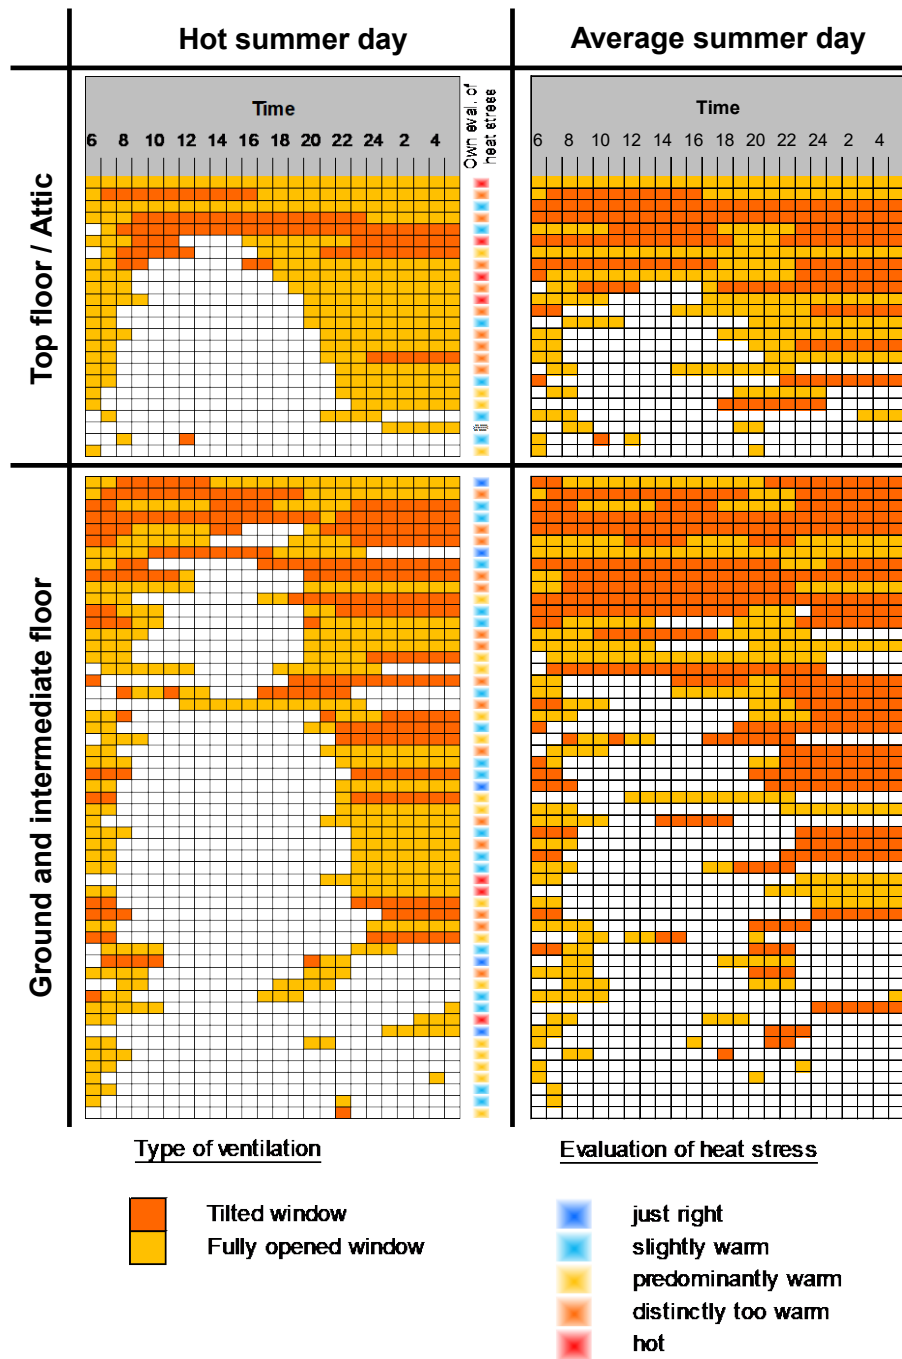 Hot summer day
Average summer day
Time
6 8 10 12 14 16 18 20 22 24 2 4
Own eval. of
heat stress
Time
6 8 10 12 14 16 18 20 22 24 2 4
Top floor / Attic
Ground and intermediate floor
Type of ventilation
Tilted window
Fully opened window
Evaluation of heat stress
just right
slightly warm
predominantly warm
distinctly too warm
hot